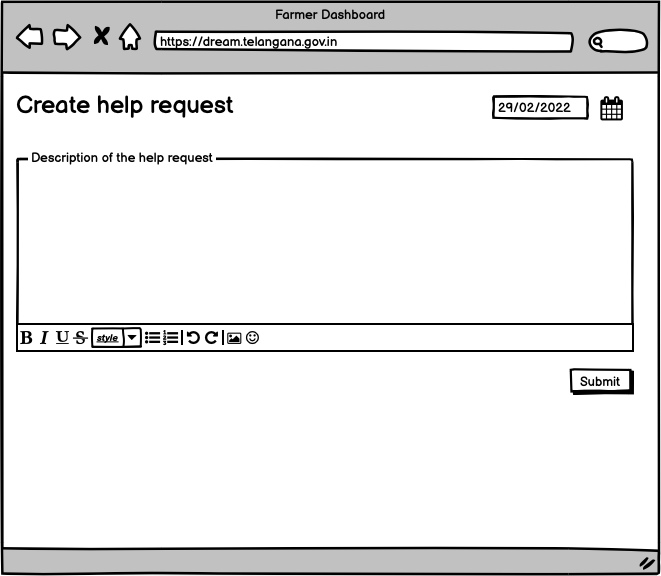 Farmer Dashboard
https://dream.telangana.gov.in
Create help request
29/02/2022
Description of the help request
B I U S style
Submit